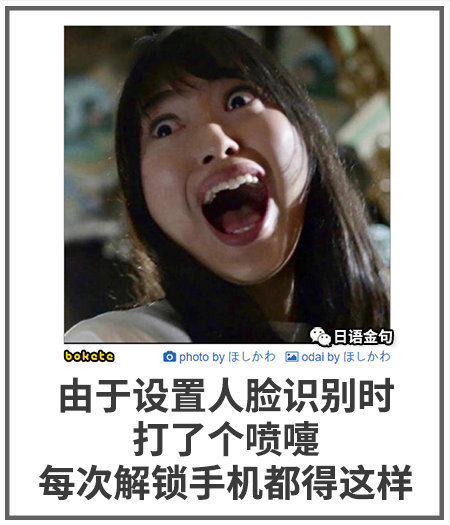 日语金句
bokete
photo by ほしかわ odai by ほしかわ
由于设置人脸识别时
打了个喷嚏
每次解锁手机都得这样